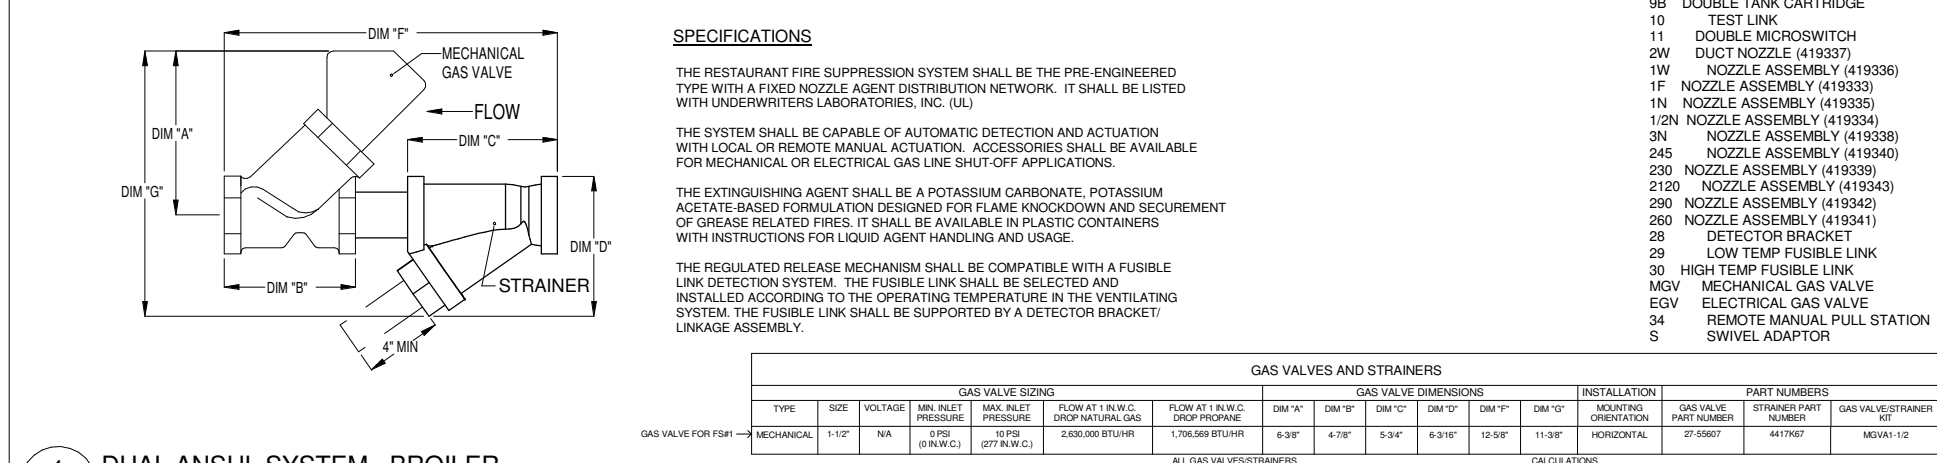 DIM "F"
MECHANICAL
GAS VALVE
FLOW
DIM "A"
DIM "C"
DIM "G"
DIM "D"
DIM "B"
STRAINER
4" MIN
SPECIFICATIONS
THE RESTAURANT FIRE SUPPRESSION SYSTEM SHALL BE THE PRE-ENGINEERED
TYPE WITH A FIXED NOZZLE AGENT DISTRIBUTION NETWORK. IT SHALL BE LISTED
WITH UNDERWRITERS LABORATORIES, INC. (UL)
THE SYSTEM SHALL BE CAPABLE OF AUTOMATIC DETECTION AND ACTUATION
WITH LOCAL OR REMOTE MANUAL ACTUATION. ACCESSORIES SHALL BE AVAILABLE
FOR MECHANICAL OR ELECTRICAL GAS LINE SHUT-OFF APPLICATIONS.
THE EXTINGUISHING AGENT SHALL BE A POTASSIUM CARBONATE, POTASSIUM
ACETATE-BASED FORMULATION DESIGNED FOR FLAME KNOCKDOWN AND SECUREMENT
OF GREASE RELATED FIRES. IT SHALL BE AVAILABLE IN PLASTIC CONTAINERS
WITH INSTRUCTIONS FOR LIQUID AGENT HANDLING AND USAGE.
THE REGULATED RELEASE MECHANISM SHALL BE COMPATIBLE WITH A FUSIBLE
LINK DETECTION SYSTEM. THE FUSIBLE LINK SHALL BE SELECTED AND
INSTALLED ACCORDING TO THE OPERATING TEMPERATURE IN THE VENTILATING
SYSTEM. THE FUSIBLE LINK SHALL BE SUPPORTED BY A DETECTOR BRACKET/
LINKAGE ASSEMBLY.
9B DOUBLE TANK CARTRIDGE
10 TEST LINK
11 DOUBLE MICROSWITCH
2W DUCT NOZZLE (419337)
1W NOZZLE ASSEMBLY (419336)
1F NOZZLE ASSEMBLY (419333)
1N NOZZLE ASSEMBLY (419335)
1/2N NOZZLE ASSEMBLY (419334)
3N NOZZLE ASSEMBLY (419338)
245 NOZZLE ASSEMBLY (419340)
230 NOZZLE ASSEMBLY (419339)
2120 NOZZLE ASSEMBLY (419343)
290 NOZZLE ASSEMBLY (419342)
260 NOZZLE ASSEMBLY (419341)
28 DETECTOR BRACKET
29 LOW TEMP FUSIBLE LINK
30 HIGH TEMP FUSIBLE LINK
MGV MECHANICAL GAS VALVE
EGV ELECTRICAL GAS VALVE
34 REMOTE MANUAL PULL STATION
S SWIVEL ADAPTOR
GAS VALVES AND STRAINERS
GAS VALVE SIZING GAS VALVE DIMENSIONS INSTALLATION PART NUMBERS
TYPE SIZE VOLTAGE MIN. INLET PRESSURE MAX. INLET PRESSURE FLOW AT 1 IN.W.C. DROP NATURAL GAS FLOW AT 1 IN.W.C. DROP PROPANE DIM "A" DIM "B" DIM "C" DIM "D" DIM "F" DIM "G" MOUNTING ORIENTATION GAS VALVE PART NUMBER STRAINER PART NUMBER GAS VALVE/STRAINER KIT
GAS VALVE FOR FS#1 MECHANICAL 1-1/2" N/A 0 PSI (0 IN.W.C.) 10 PSI (277 IN.W.C.) 2,630,000 BTU/HR 1,706,569 BTU/HR 6-3/8" 4-7/8" 5-3/4" 6-3/16" 12-5/8" 11-3/8" HORIZONTAL 27-55607 4417K67 MGVA1-1/2
ALL GAS VALVES/STRAINERS CALCULATIONS
DUAL ANSUL SYSTEM - BROILER